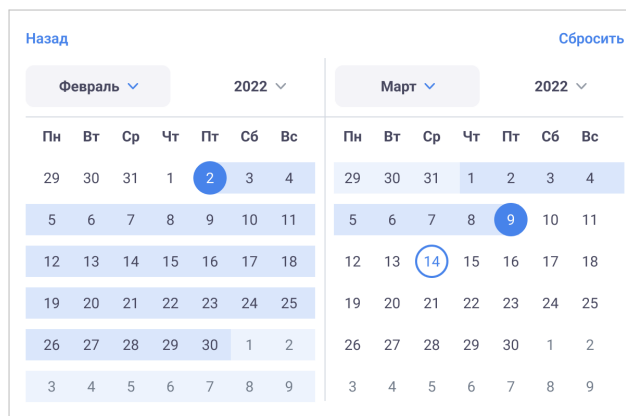 Назад Сбросить
Февраль 2022 Март 2022
Пн Вт Ср Чт Пт Сб Вс Пн Вт Ср Чт Пт Сб Вс
29 30 31 1 2 3 4 29 30 31 1 2 3 4
5 6 7 8 9 10 11 5 6 7 8 9 10 11
12 13 14 15 16 17 18 12 13 14 15 16 17 18
19 20 21 22 23 24 25 19 20 21 22 23 24 25
26 27 28 29 30 1 2 26 27 28 29 30 1 2
3 4 5 6 7 8 9 3 4 5 6 7 8 9